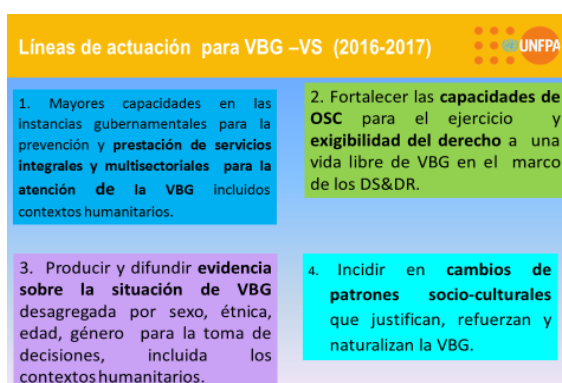 Líneas de actuación para VBG –VS (2016-2017)
UNFPA
1. Mayores capacidades en las
instancias gubernamentales para la
prevención y prestación de servicios
integrales y multisectoriales para la
atención de la VBG incluidos
contextos humanitarios.
2. Fortalecer las capacidades de
OSC para el ejercicio y
exigibilidad del derecho a una
vida libre de VBG en el marco
de los DS&DR.
3. Producir y difundir evidencia
sobre la situación de VBG
desagregada por sexo, étnica,
edad, género para la toma de
decisiones, incluida los
contextos humanitarios.
4. Incidir en cambios de
patrones socio-culturales
que justifican, refuerzan y
naturalizan la VBG.